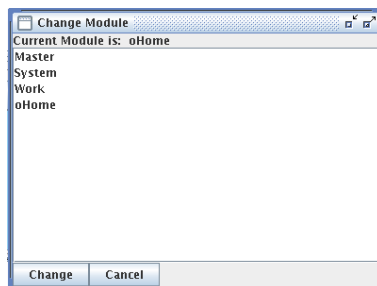 Change Module
Current Module is: oHome
Master
System
Work
oHome
Change Cancel